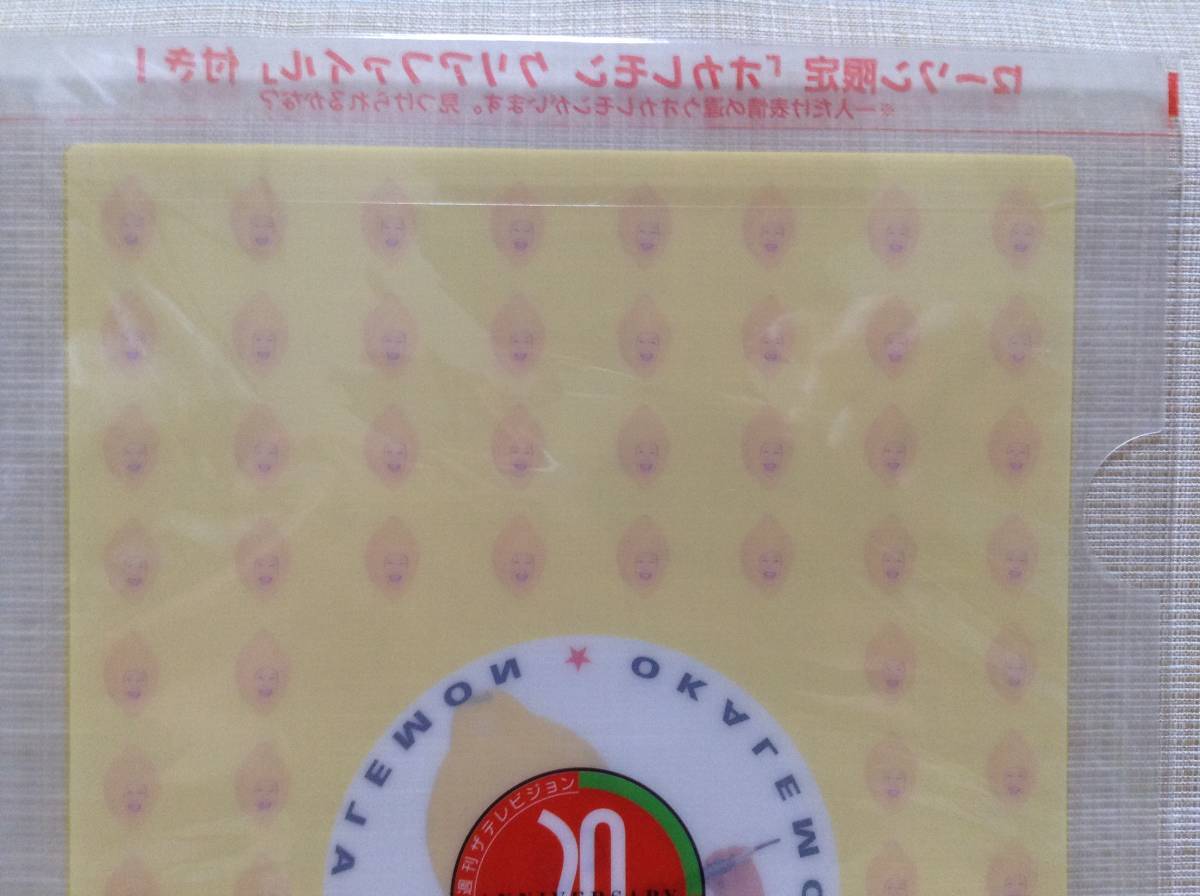 ローソン限定「オカレモン クリアファイル」付き！
※一人だけ表情の違うオカレモンがいます。見つけられるかな？
OKALEMON ★ OKALEMO
週刊ザテレビジョン
20
ANNIVERSARY